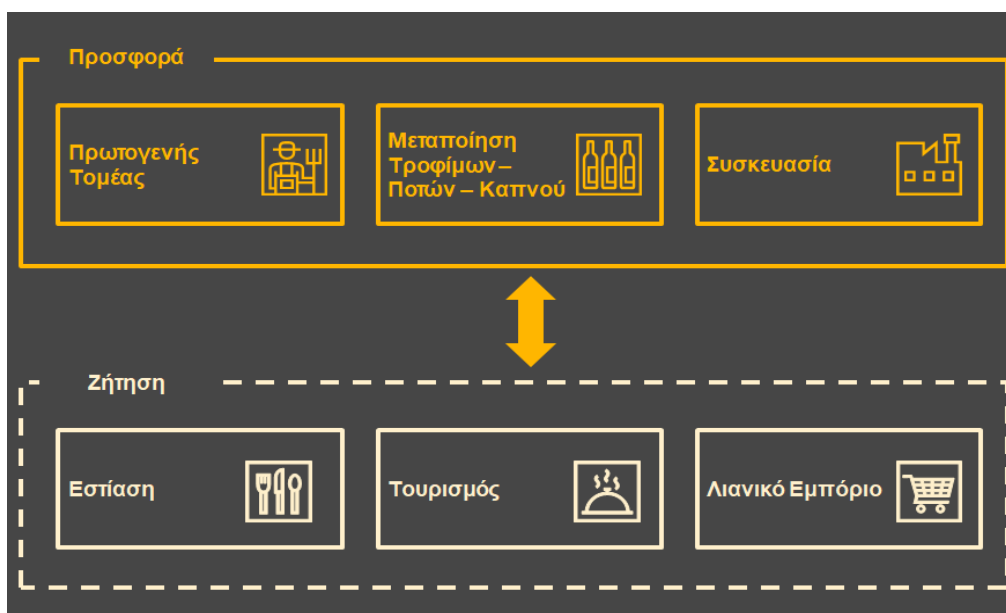 Προσφορά
Πρωτογενής
Τομέας
Μεταποίηση
Τροφίμων –
Ποτών – Καπνού
Συσκευασία
Ζήτηση
Εστίαση
Τουρισμός
Λιανικό Εμπόριο